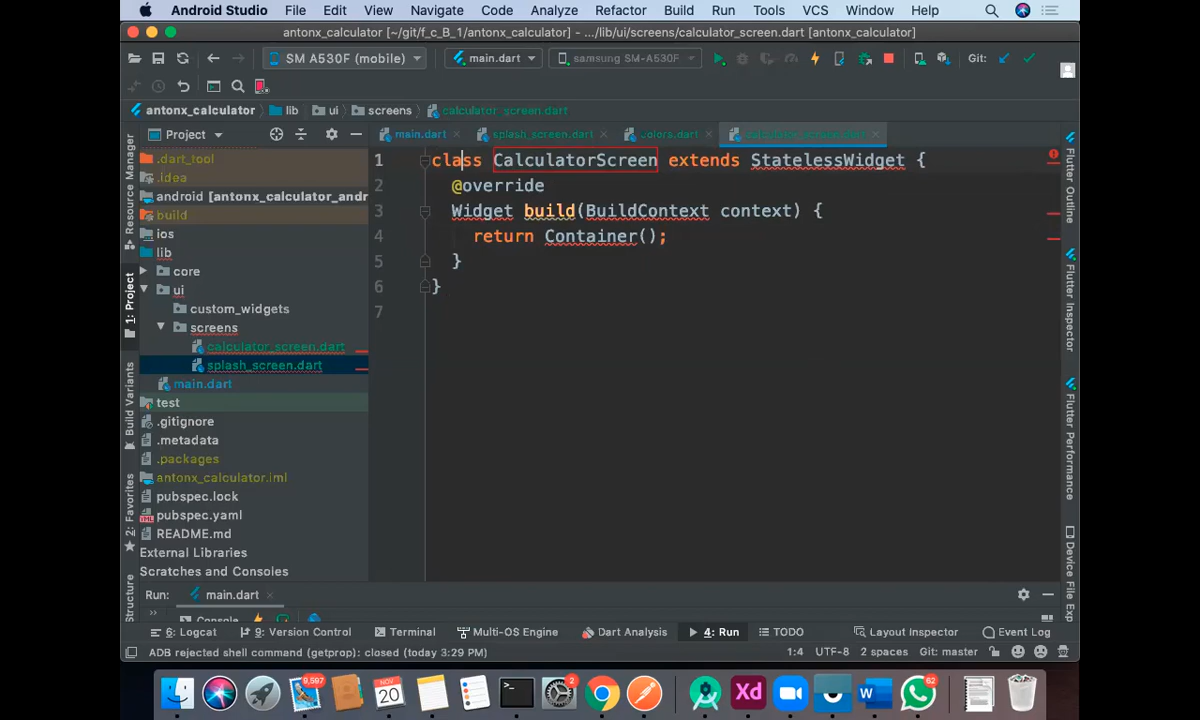 Android Studio File Edit View Navigate Code Analyze Refactor Build Run Tools VCS Window Help
antonx_calculator [~/git/f_c_B_1/antonx_calculator] - .../lib/ui/screens/calculator_screen.dart [antonx_calculator]
SM A530F (mobile) main.dart samsung SM-A530F Git:
antonx_calculator lib ui screens calculator_screen.dart
Project main.dart splash_screen.dart colors.dart calculator_screen.dart
.dart_tool
.idea
android [antonx_calculator_andr
build
ios
lib
core
ui
custom_widgets
screens
calculator_screen.dart
splash_screen.dart
main.dart
test
.gitignore
.metadata
.packages
antonx_calculator.iml
pubspec.lock
pubspec.yaml
README.md
External Libraries
Scratches and Consoles
1 class CalculatorScreen extends StatelessWidget {
2 @override
3 Widget build(BuildContext context) {
4 return Container();
5 }
6 }
7
Resource Manager
1: Project
Build Variants
2: Favorites
Structure
Flutter Outline
Flutter Inspector
Flutter Performance
Device File Exp
Run: main.dart
Console
6: Logcat 9: Version Control Terminal Multi-OS Engine Dart Analysis 4: Run TODO Layout Inspector Event Log
ADB rejected shell command (getprop): closed (today 3:29 PM) 1:4 UTF-8 2 spaces Git: master
9,597 NOV 20 2 Xd W 62